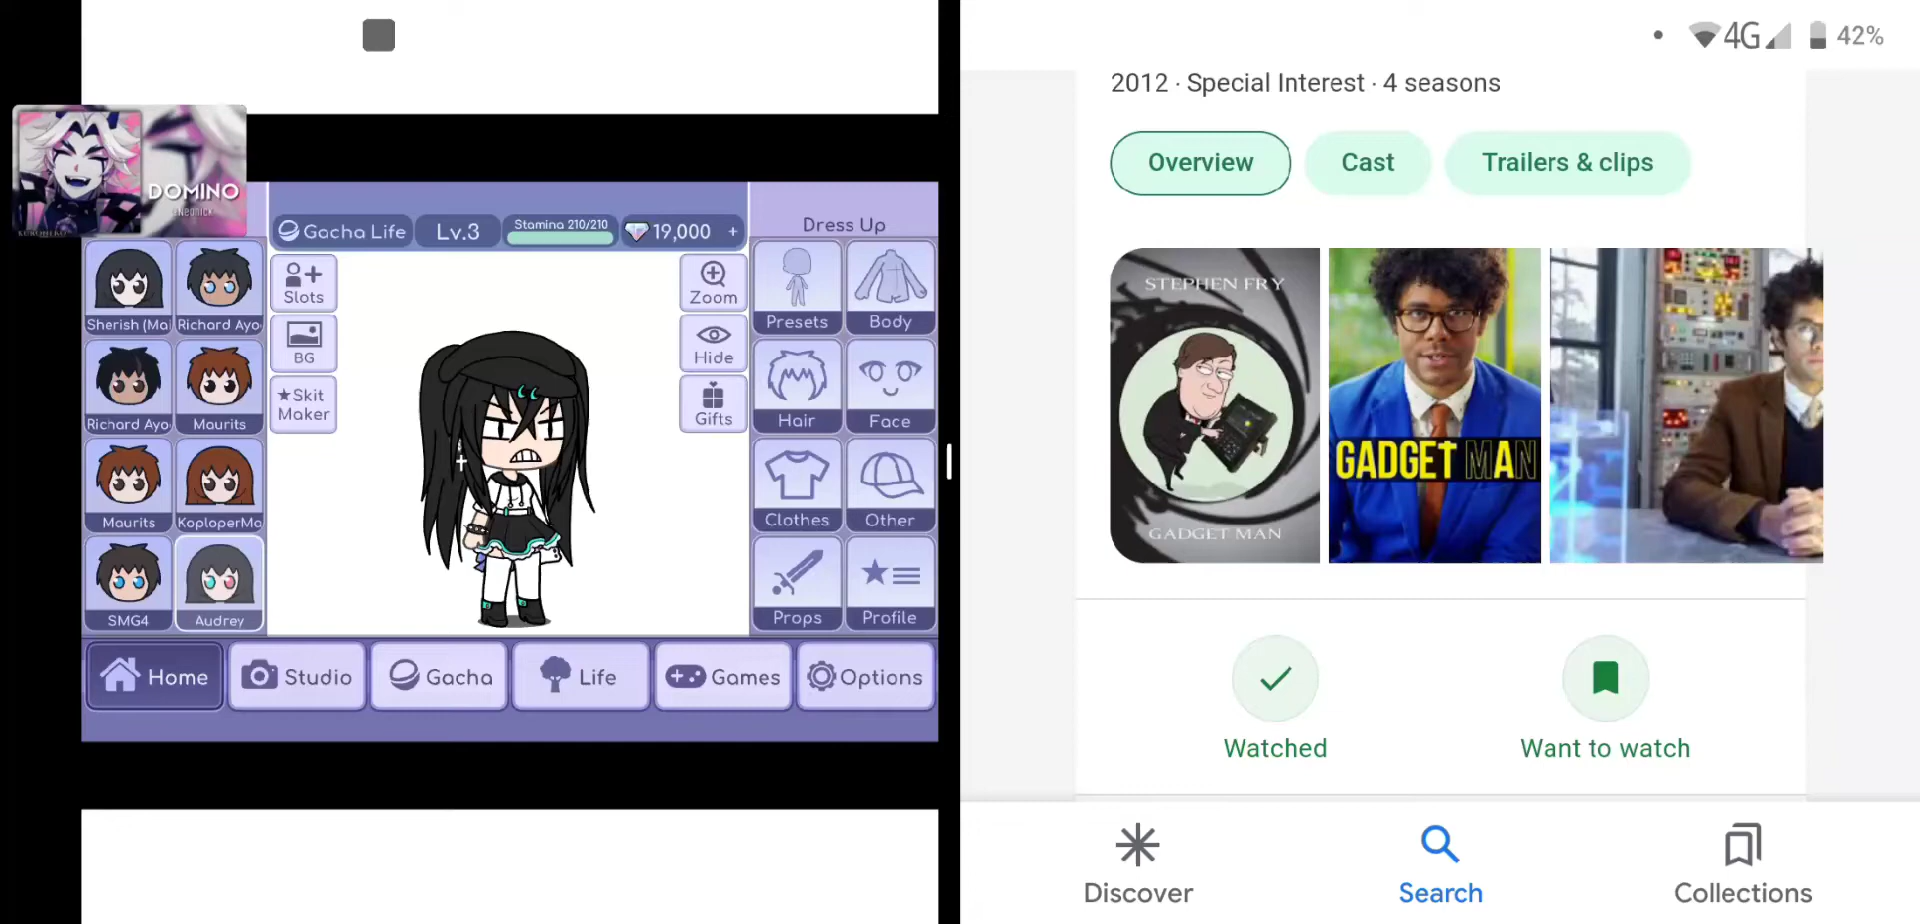 4G 42%
DOMINO
Gacha Life
Lv.3
Stamina 210/210
19,000 +
Dress Up
Sherish (Mai
Richard Ayo
Richard Ayo
Maurits
Maurits
KoploperMa
SMG4
Audrey
Slots
BG
★Skit
Maker
Zoom
Hide
Gifts
Presets
Body
Hair
Face
Clothes
Other
Props
Profile
Home
Studio
Gacha
Life
Games
Options
2012 · Special Interest · 4 seasons
Overview
Cast
Trailers & clips
STEPHEN FRY
GADGET MAN
GADGET MAN
Watched
Want to watch
Discover
Search
Collections